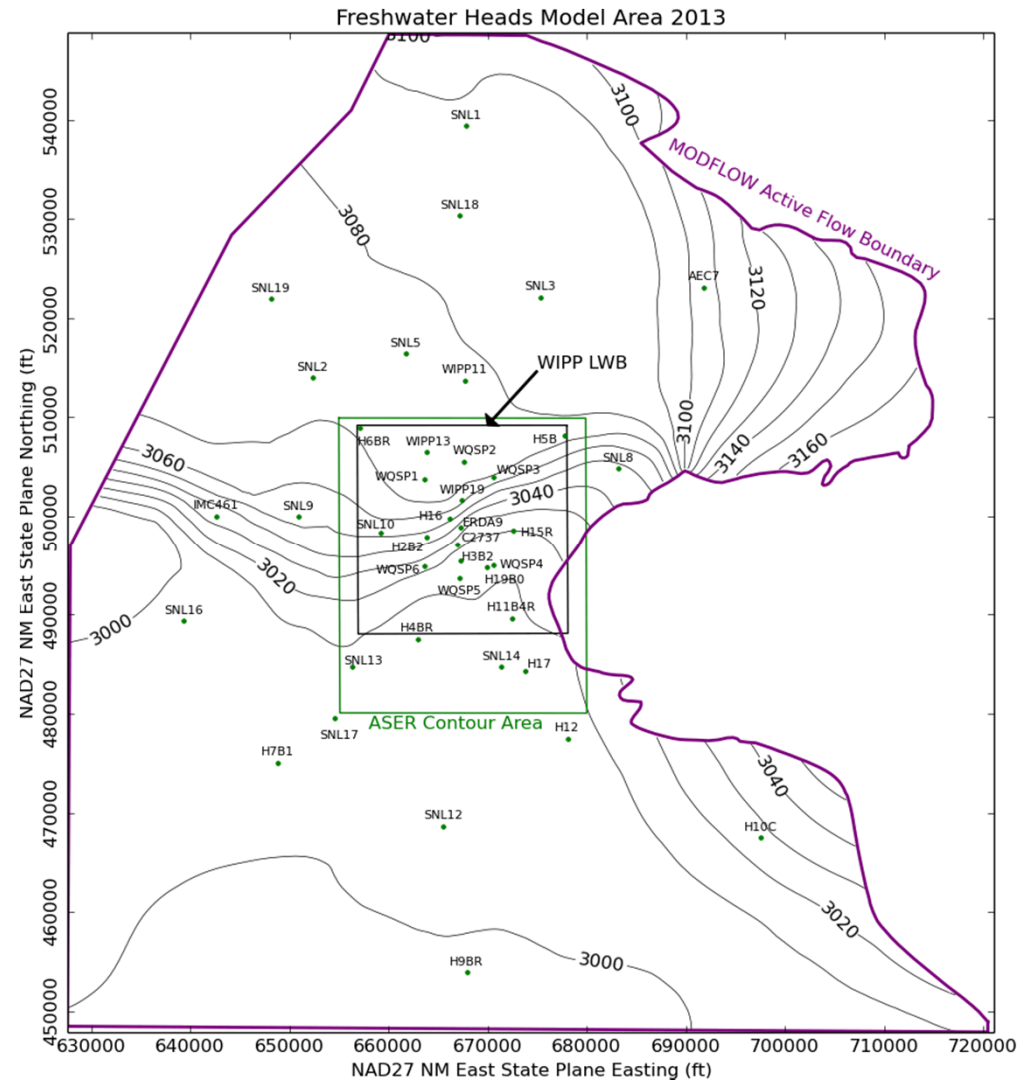 Freshwater Heads Model Area 2013
3100
3100
SNL1
MODFLOW Active Flow Boundary
540000
SNL18
3080
530000
AEC7
3120
SNL19
SNL3
520000
SNL5
WIPP LWB
SNL2
WIPP11
510000
3100
H6BR
WIPP13
H5B
3140
3160
WQSP2
SNL8
3060
WQSP1
WQSP3
WIPP19
3040
IMC461
SNL9
500000
H16
SNL10
ERDA9
H15R
C2737
H2B2
H3B2
WQSP4
WQSP6
3020
H19B0
WQSP5
SNL16
H11B4R
490000
3000
H4BR
SNL13
SNL14
H17
480000
ASER Contour Area
SNL17
H12
H7B1
3040
470000
SNL12
H10C
460000
3020
H9BR
3000
450000
NAD27 NM East State Plane Northing (ft)
630000 640000 650000 660000 670000 680000 690000 700000 710000 720000
NAD27 NM East State Plane Easting (ft)